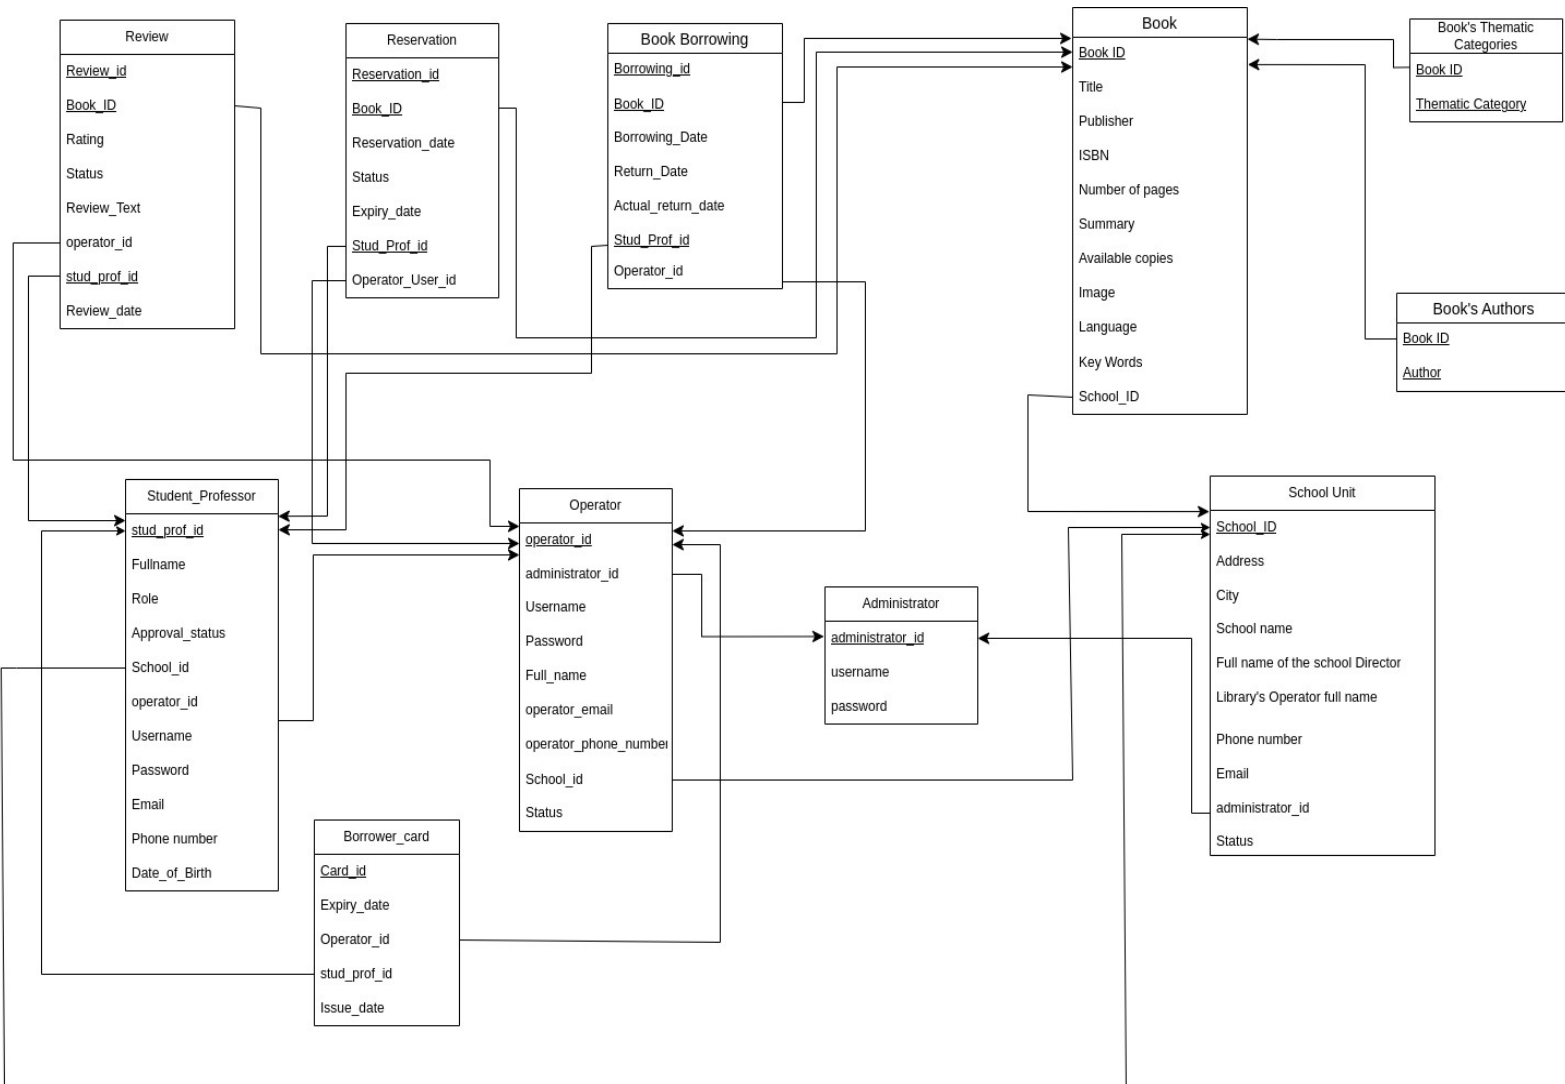 Review
Review_id
Book_ID
Rating
Status
Review_Text
operator_id
stud_prof_id
Review_date
Reservation
Reservation_id
Book_ID
Reservation_date
Status
Expiry_date
Stud_Prof_id
Operator_User_id
Book Borrowing
Borrowing_id
Book_ID
Borrowing_Date
Return_Date
Actual_return_date
Stud_Prof_id
Operator_id
Book
Book ID
Title
Publisher
ISBN
Number of pages
Summary
Available copies
Image
Language
Key Words
School_ID
Book's Thematic
Categories
Book ID
Thematic Category
Book's Authors
Book ID
Author
Student_Professor
stud_prof_id
Fullname
Role
Approval_status
School_id
operator_id
Username
Password
Email
Phone number
Date_of_Birth
Operator
operator_id
administrator_id
Username
Password
Full_name
operator_email
operator_phone_number
School_id
Status
Administrator
administrator_id
username
password
School Unit
School_ID
Address
City
School name
Full name of the school Director
Library's Operator full name
Phone number
Email
administrator_id
Status
Borrower_card
Card_id
Expiry_date
Operator_id
stud_prof_id
Issue_date